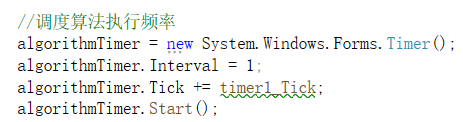 //调度算法执行频率
algorithmTimer = new System.Windows.Forms.Timer();
algorithmTimer.Interval = 1;
algorithmTimer.Tick += timer1_Tick;
algorithmTimer.Start();